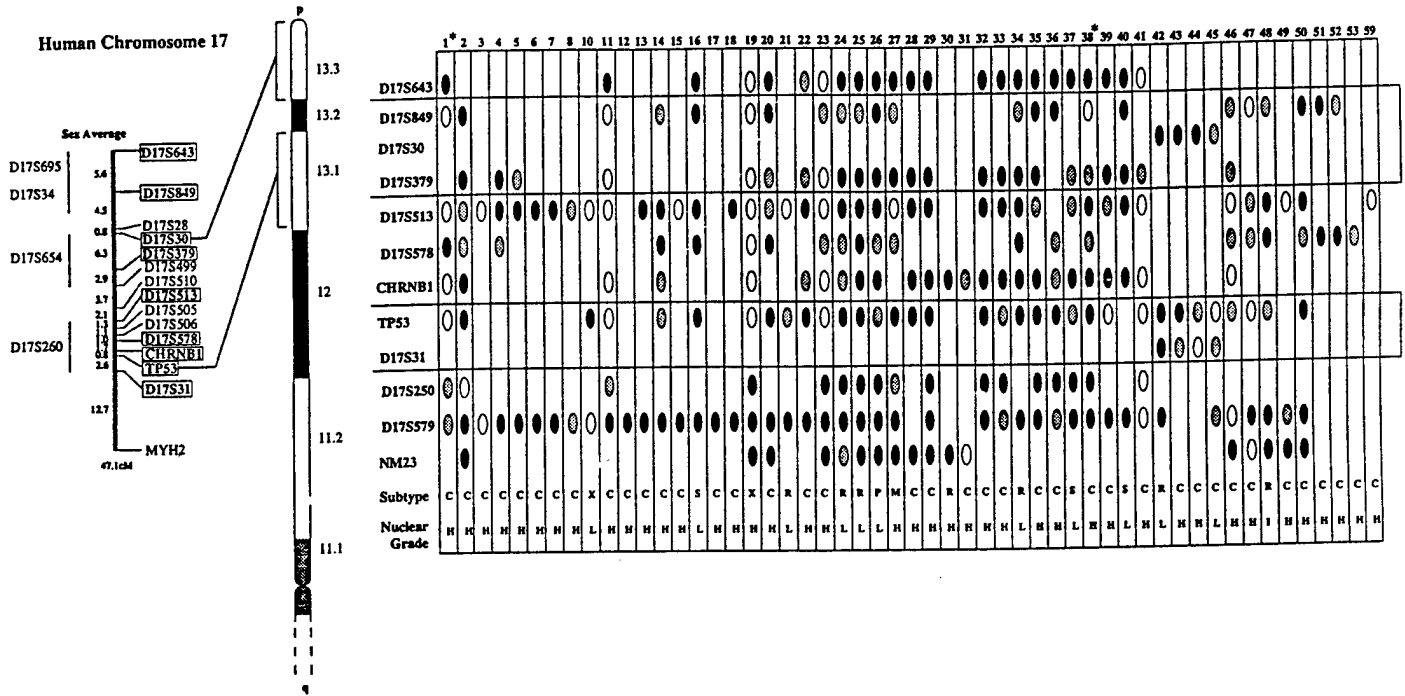 Human Chromosome 17
p
13.3
13.2
13.1
12
11.2
11.1
q
Sex Average
D17S695
D17S34
D17S654
D17S260
5.6
4.5
0.8
6.3
2.9
3.7
2.1
1.3
0.8
2.6
12.7
47.1cM
D17S643
D17S849
D17S28
D17S30
D17S379
D17S499
D17S510
D17S513
D17S505
D17S506
D17S578
CHRNB1
TP53
D17S31
MYH2
1* 2 3 4 5 6 7 8 10 11 12 13 14 15 16 17 18 19 20 21 22 23 24 25 26 27 28 29 30 31 32 33 34 35 36 37 38* 39 40 41 42 43 44 45 46 47 48 49 50 51 52 53 59
D17S643
D17S849
D17S30
D17S379
D17S513
D17S578
CHRNB1
TP53
D17S31
D17S250
D17S579
NM23
Subtype C C C C C C C C X C C C C C S C C X C R C C R R P M C C R C C C R C C S C C S C R C C C C C R C C C C C C
Nuclear Grade H H H H H H H H L H H H H H L H H H H L H H L L L H H H H H H H L H H L H H L H L H H L H H I H H H H H H